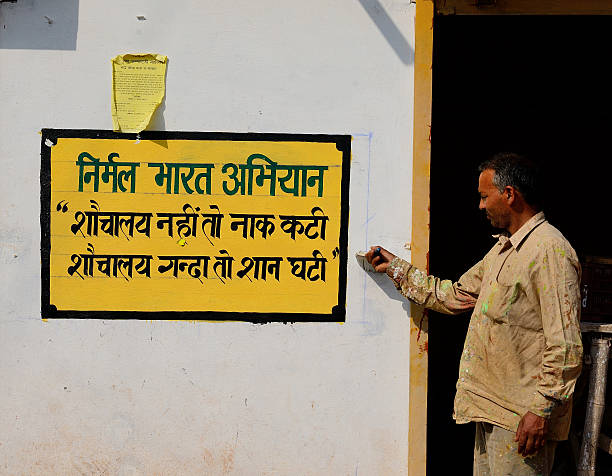 निर्मल भारत अभियान
"शौचालय नहीं तो नाक कटी
शौचालय गन्दा तो शान घटी"